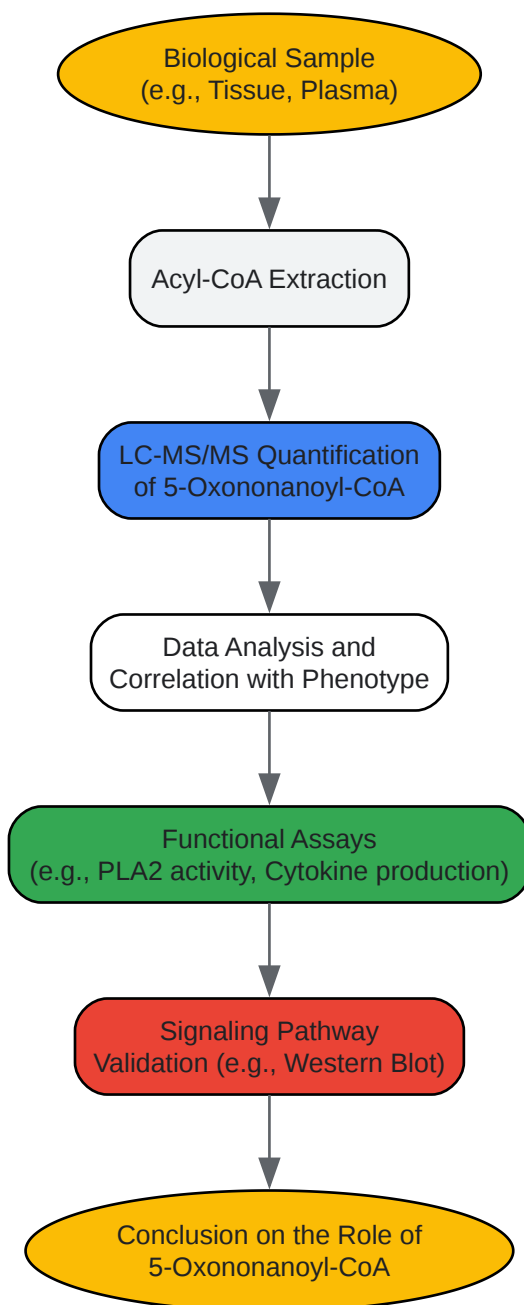 Biological Sample
(e.g., Tissue, Plasma)
Acyl-CoA Extraction
LC-MS/MS Quantification
of 5-Oxononanoyl-CoA
Data Analysis and
Correlation with Phenotype
Functional Assays
(e.g., PLA2 activity, Cytokine production)
Signaling Pathway
Validation (e.g., Western Blot)
Conclusion on the Role of
5-Oxononanoyl-CoA